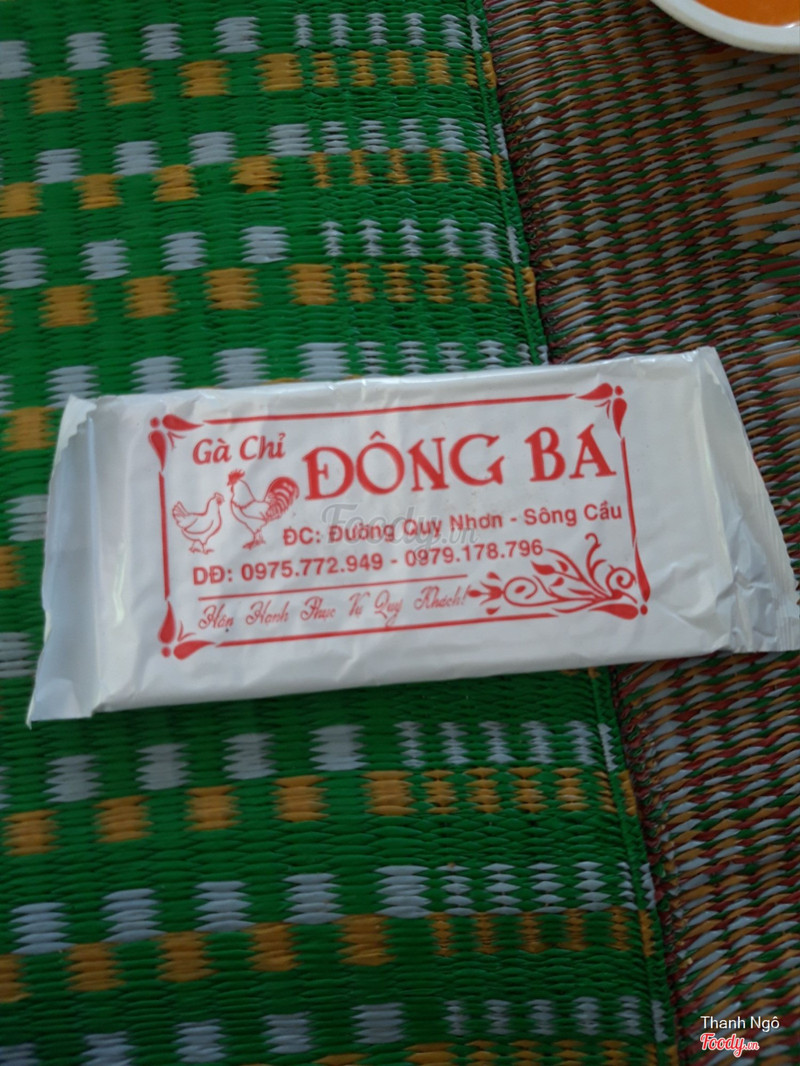 Gà Chỉ
ĐÔNG BA
ĐC: Đường Quy Nhơn - Sông Cầu
DĐ: 0975.772.949 - 0979.178.796
Hân Hạnh Phục Vụ Quý Khách!
Foody.vn
Thanh Ngô
Foody.vn